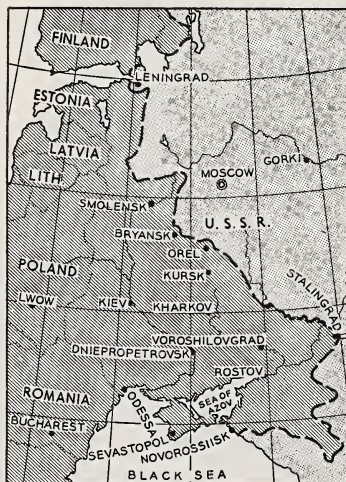 FINLAND
LENINGRAD
ESTONIA
LATVIA
GORKI
LITH
MOSCOW
SMOLENSK
U. S. S. R.
BRYANSK
OREL
POLAND
KURSK
STALINGRAD
LWOW
KIEV
KHARKOV
VOROSHILOVGRAD
DNIEPROPETROVSK
ROSTOV
ROMANIA
ODESSA
SEA OF
AZOV
BUCHAREST
SEVASTOPOL
NOVOROSSIISK
BLACK SEA